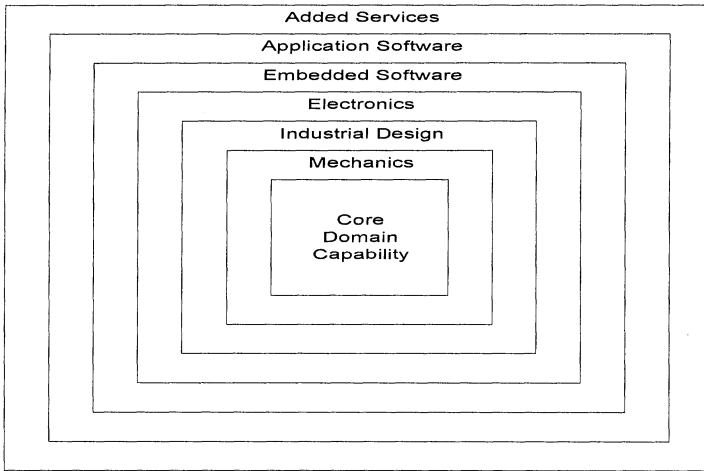 Added Services
Application Software
Embedded Software
Electronics
Industrial Design
Mechanics
Core
Domain
Capability